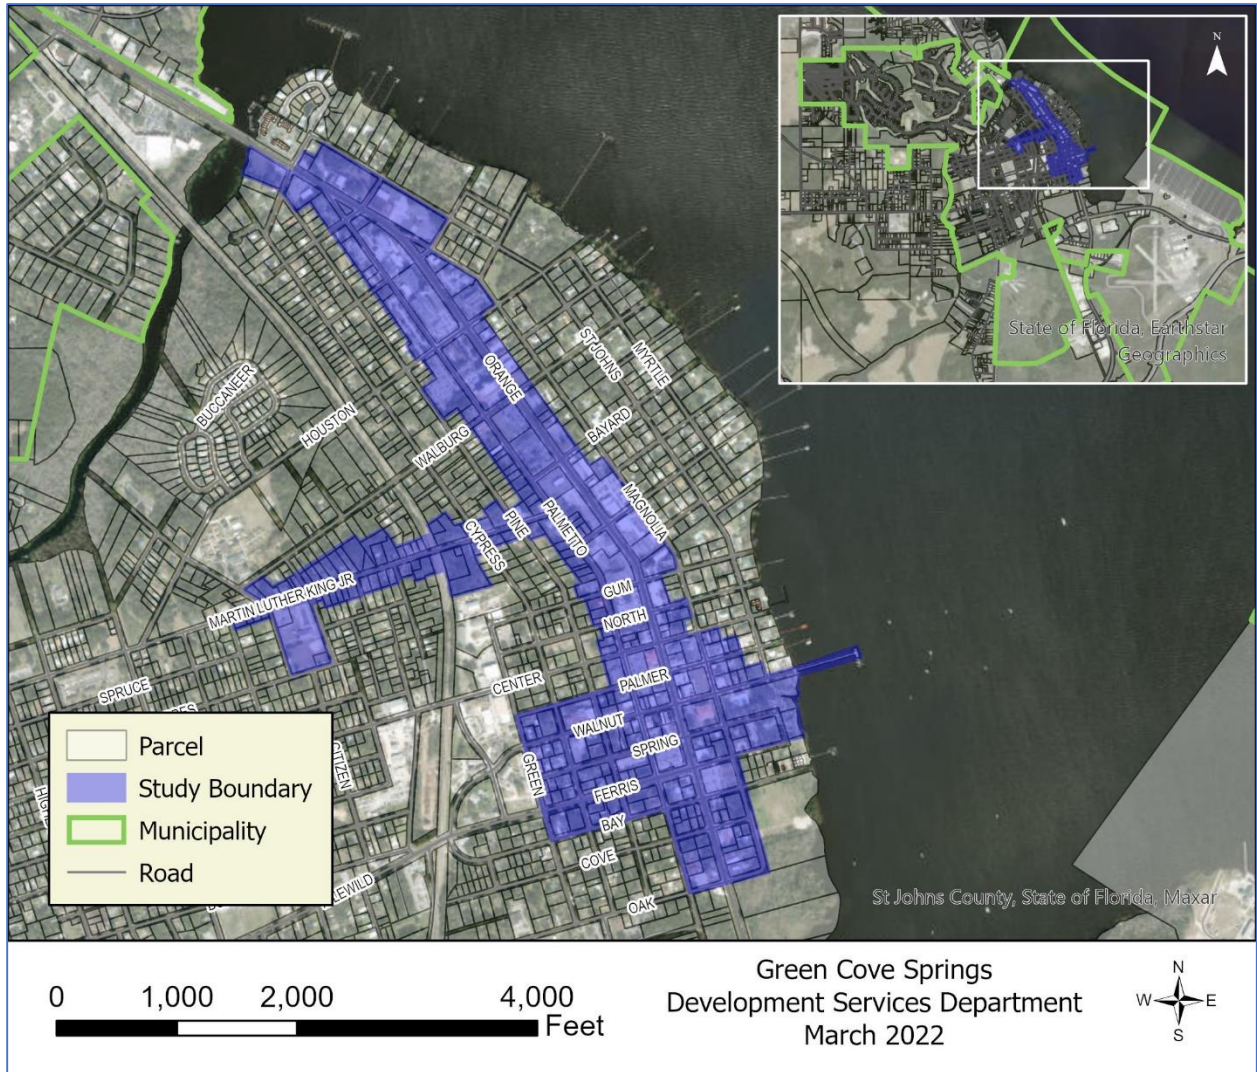 N
State of Florida, Earthstar
Geographics
ORANGE
ST JOHNS
MYRTLE
BUCCANEER
HOUSTON
WALBURG
BAYARD
MAGNOLIA
PALMETTO
PINE
CYPRESS
MARTIN LUTHER KING JR
GUM
NORTH
SPRUCE
CENTER
PALMER
WALNUT
SPRING
GREEN
CITIZEN
FERRIS
BAY
COVE
OAK
Parcel
Study Boundary
Municipality
Road
St Johns County, State of Florida, Maxar
0 1,000 2,000 4,000
Feet
Green Cove Springs
Development Services Department
March 2022
N
W E
S